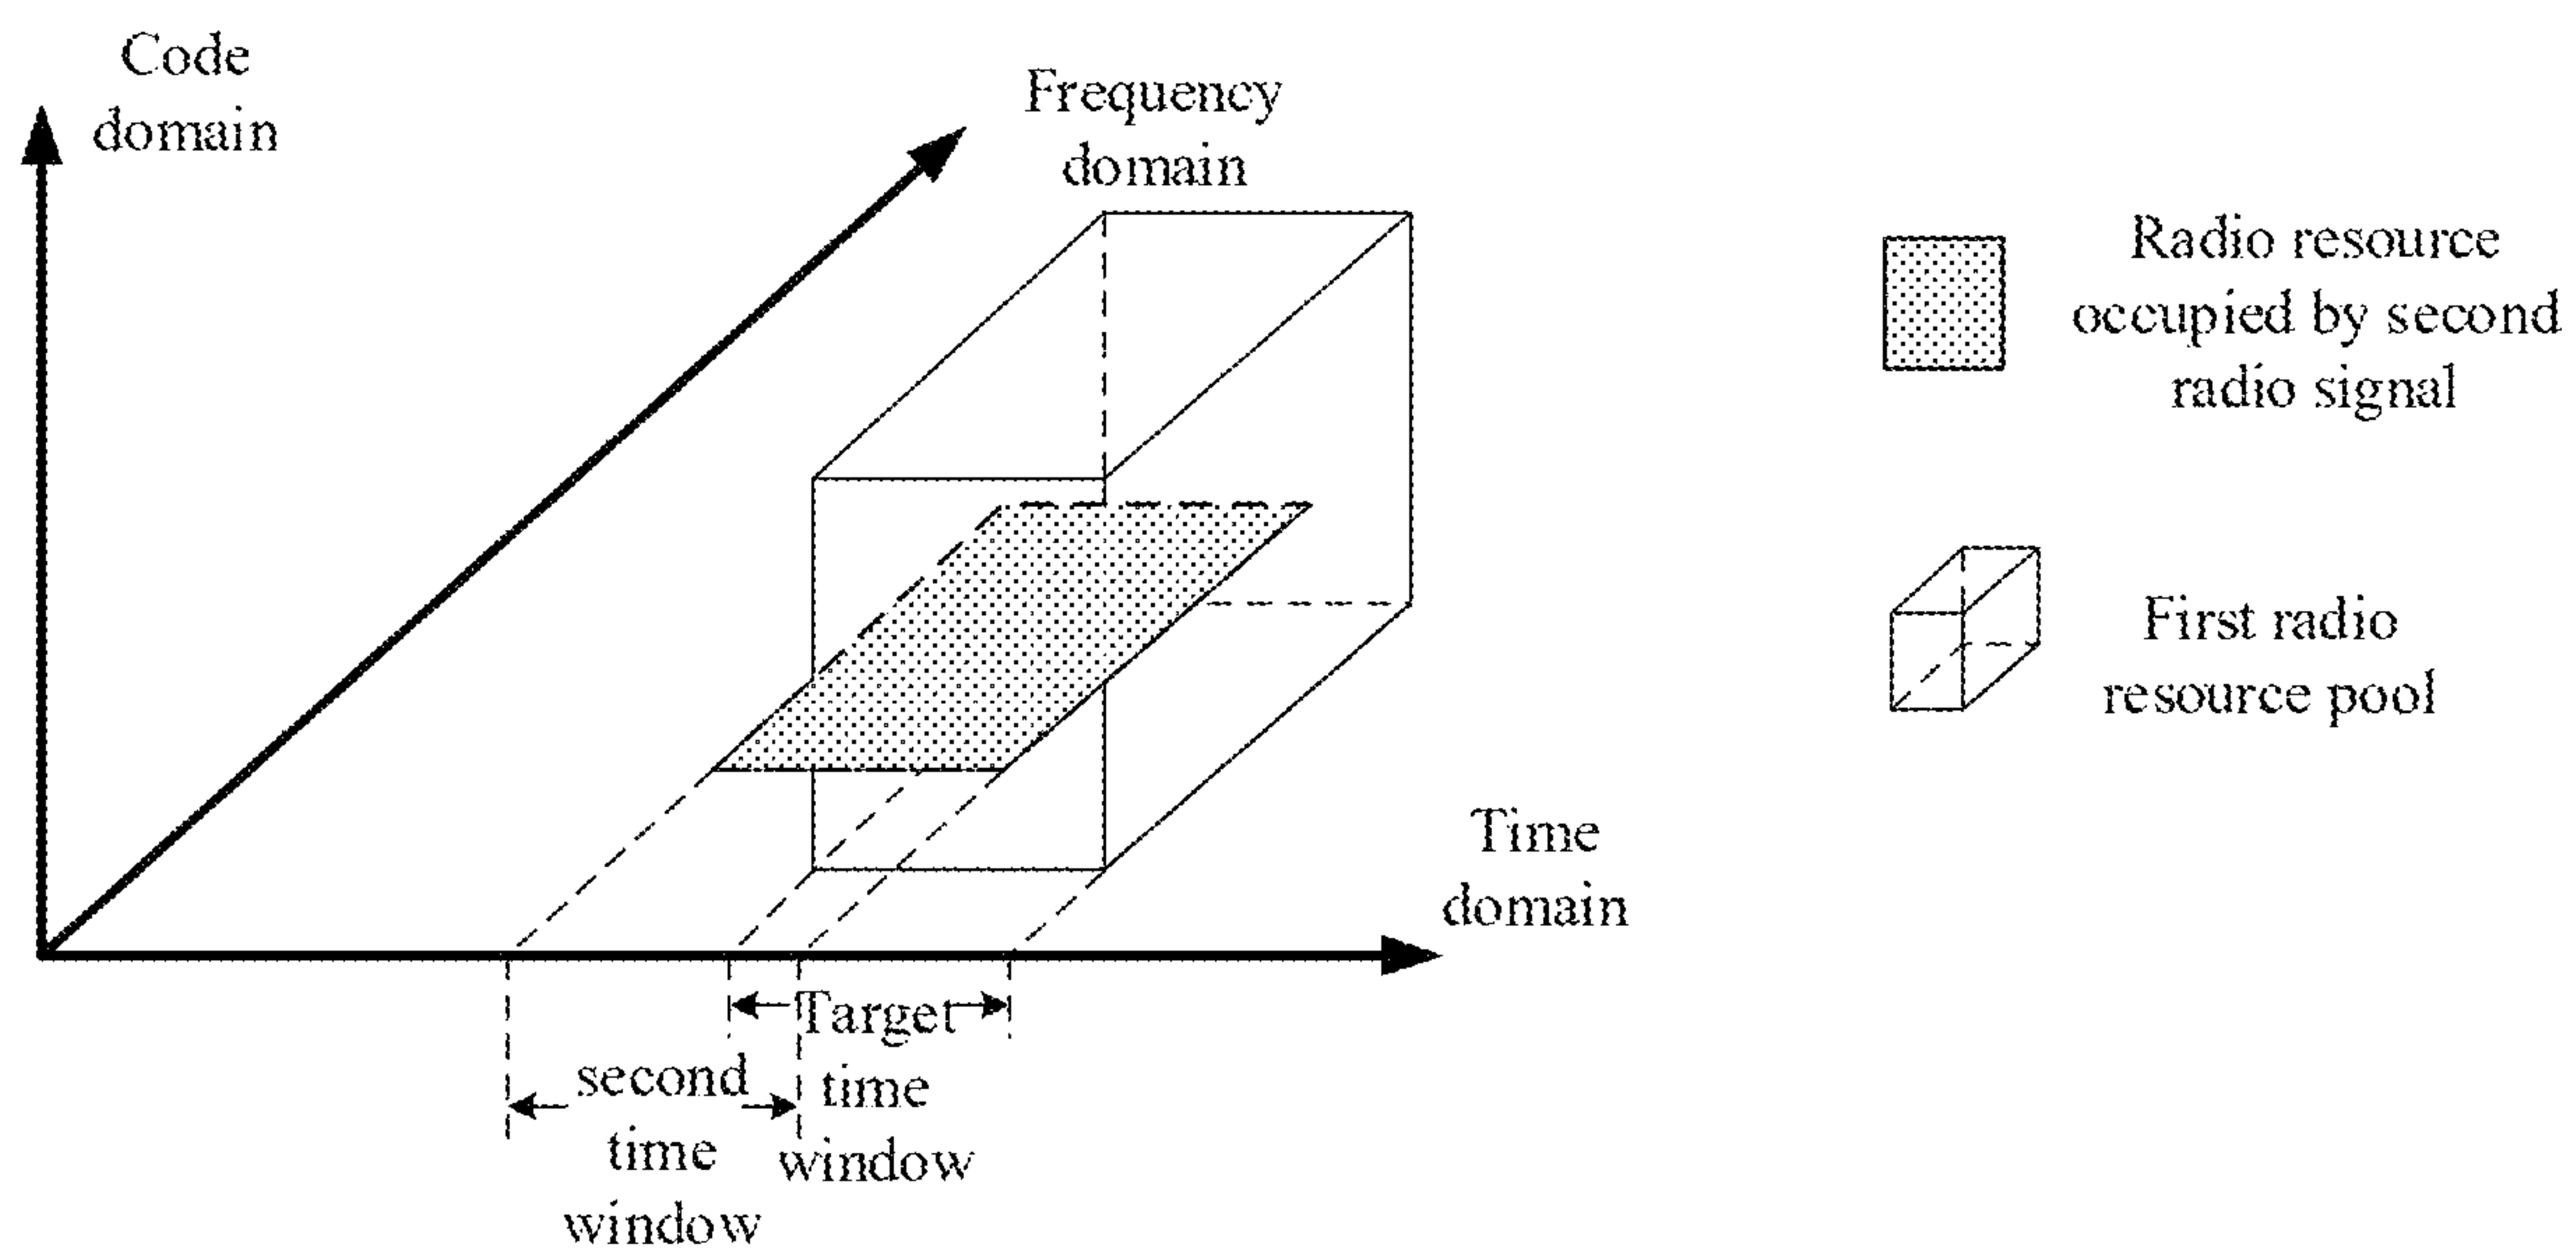 Code
domain
Frequency
domain
Radio resource
occupied by second
radio signal
First radio
resource pool
Time
domain
Target
time
window
second
time
window